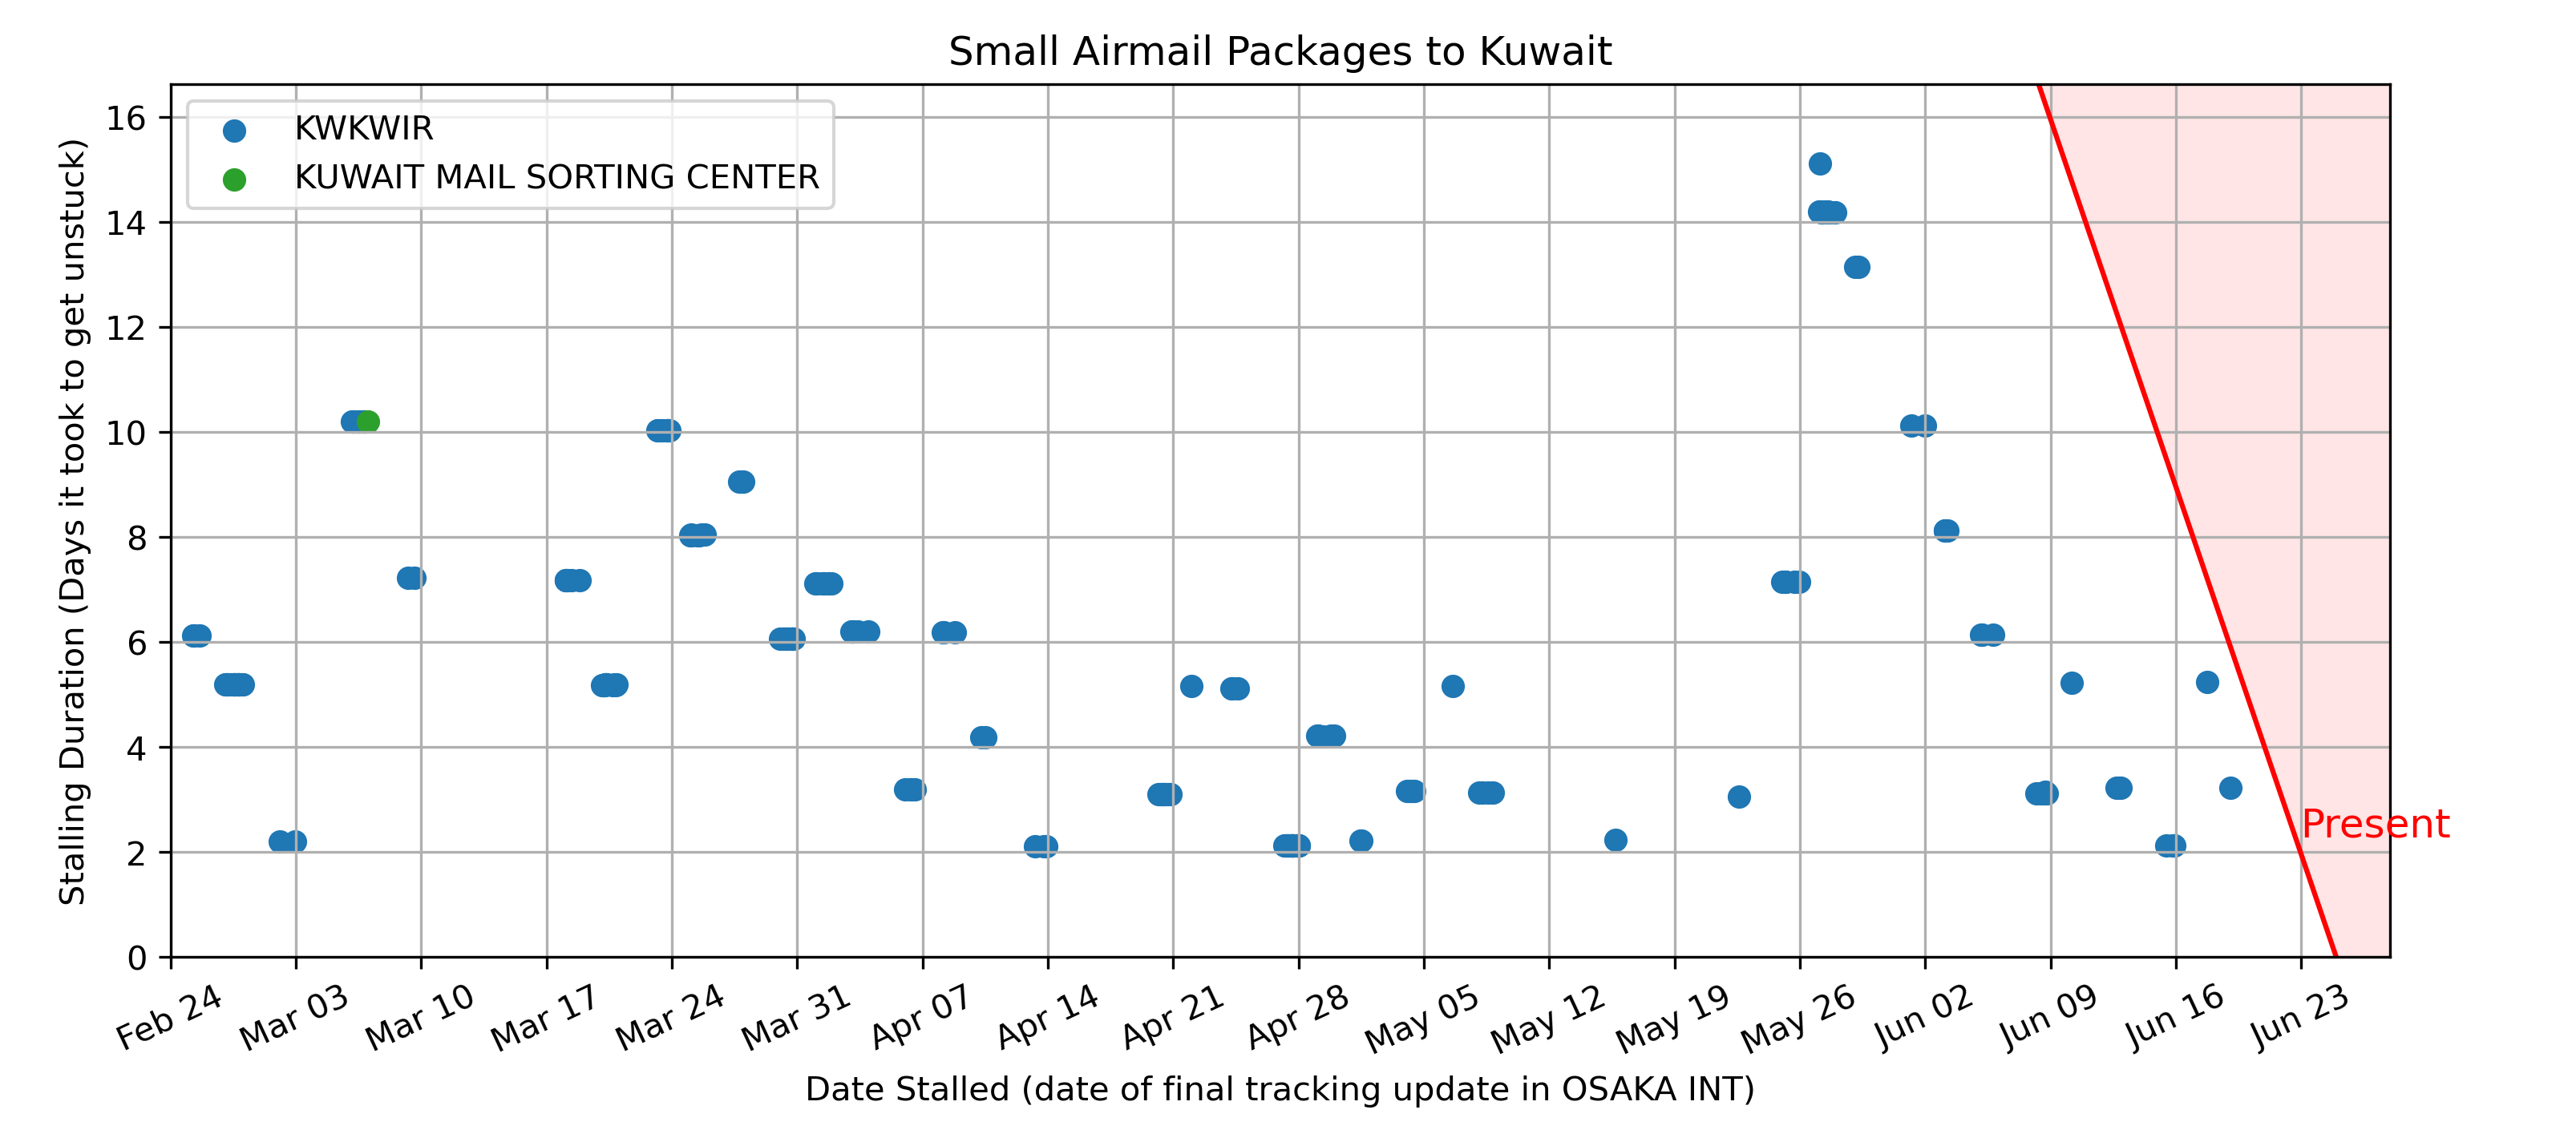 Small Airmail Packages to Kuwait
KWKWIR
KUWAIT MAIL SORTING CENTER
Stalling Duration (Days it took to get unstuck)
16
14
12
10
8
6
4
2
0
Present
Feb 24
Mar 03
Mar 10
Mar 17
Mar 24
Mar 31
Apr 07
Apr 14
Apr 21
Apr 28
May 05
May 12
May 19
May 26
Jun 02
Jun 09
Jun 16
Jun 23
Date Stalled (date of final tracking update in OSAKA INT)